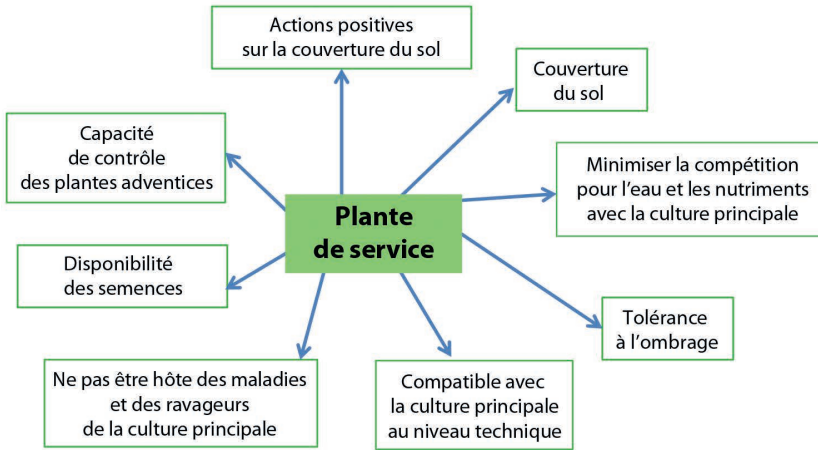 Actions positives
sur la couverture du sol
Couverture
du sol
Capacité
de contrôle
des plantes adventices
Minimiser la compétition
pour l'eau et les nutriments
avec la culture principale
Plante
de service
Disponibilité
des semences
Tolérance
à l'ombrage
Ne pas être hôte des maladies
et des ravageurs
de la culture principale
Compatible avec
la culture principale
au niveau technique